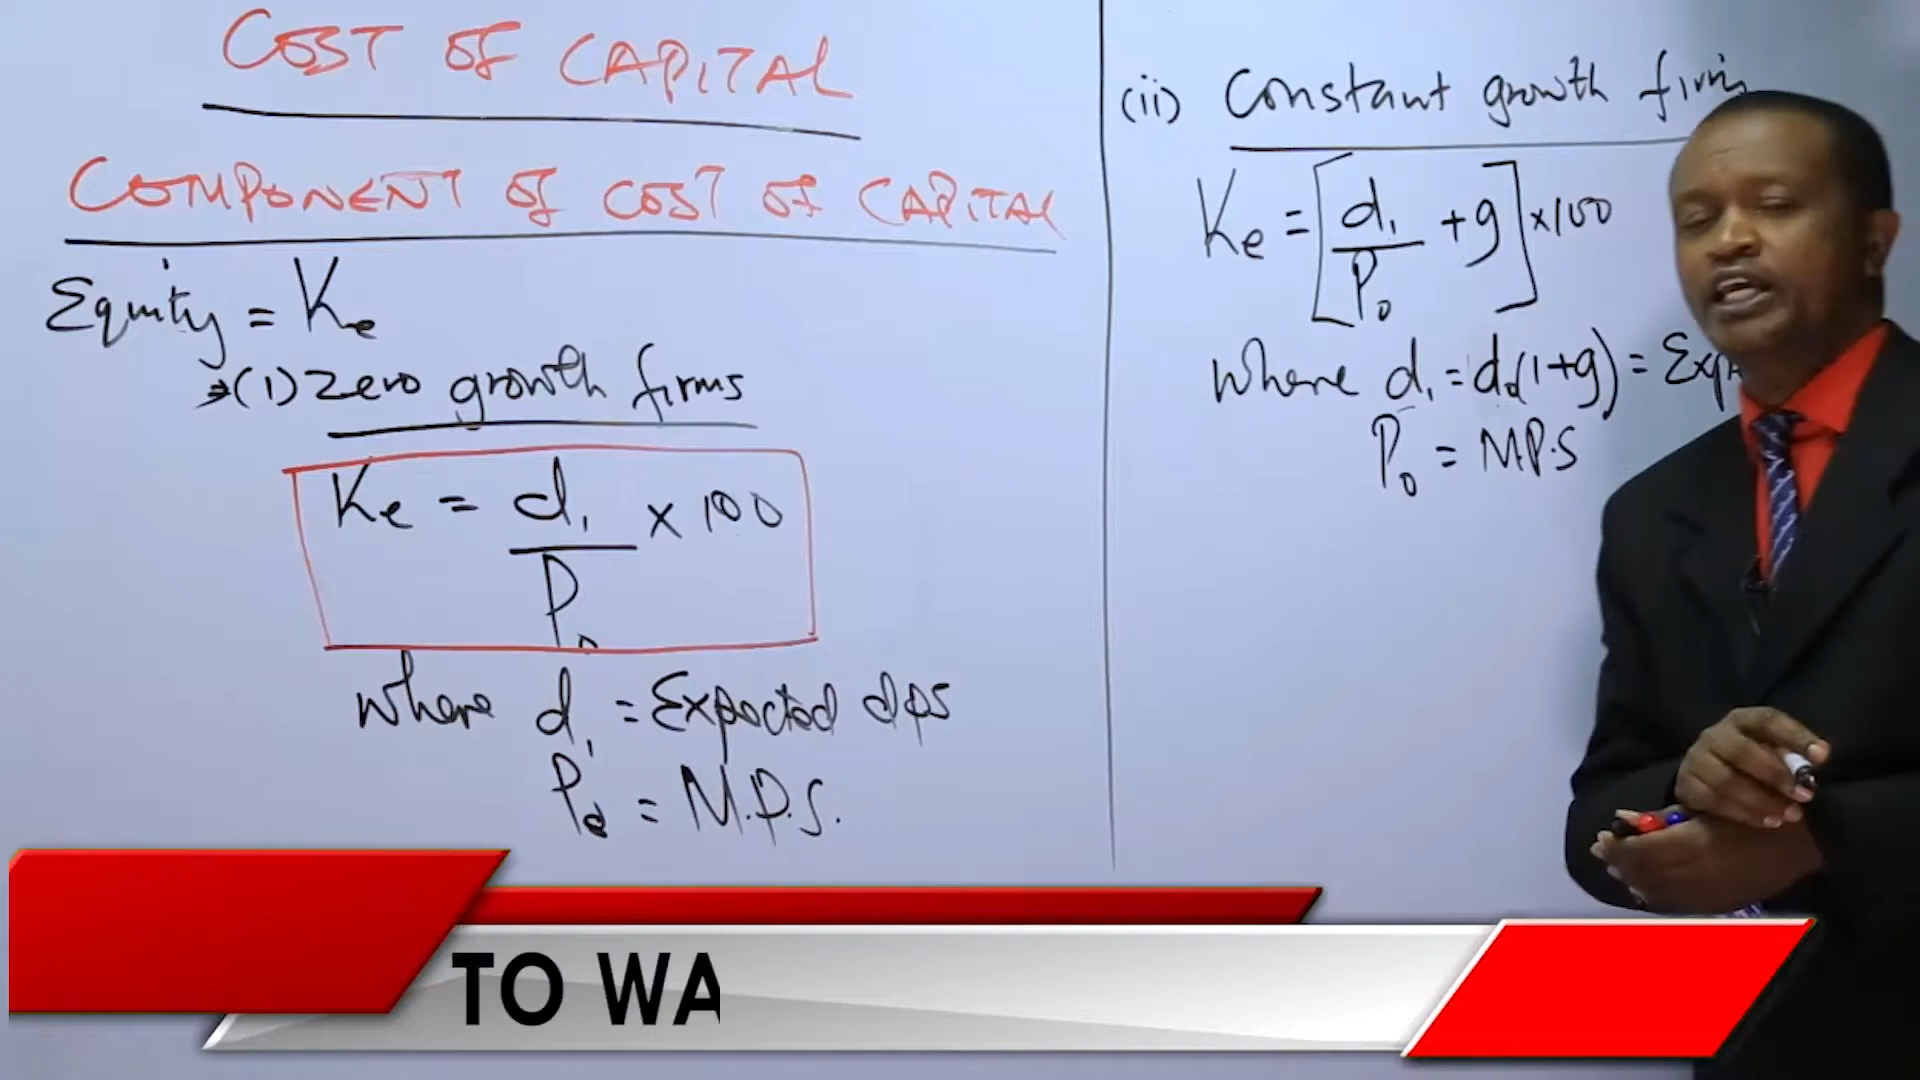 COST OF CAPITAL
COMPONENT OF COST OF CAPITAL
Equity = Ke
(1) Zero growth firms
Ke = d1/P0 x 100
where d1 = Expected dps
P0 = M.P.S.
(ii) Constant growth firms
Ke = [d1/P0 + g] x 100
where d1 = d0(1+g) =
P0 = M.P.S
TO WA